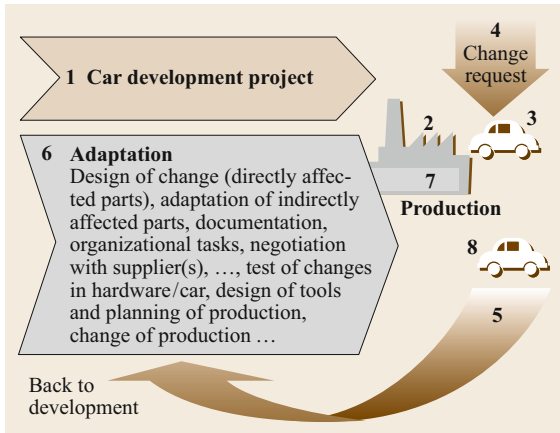 4
Change
request
1 Car development project
3
2
6 Adaptation
Design of change (directly affec-
ted parts), adaptation of indirectly
affected parts, documentation,
organizational tasks, negotiation
with supplier(s), …, test of changes
in hardware/car, design of tools
and planning of production,
change of production …
7
Production
8
5
Back to
development